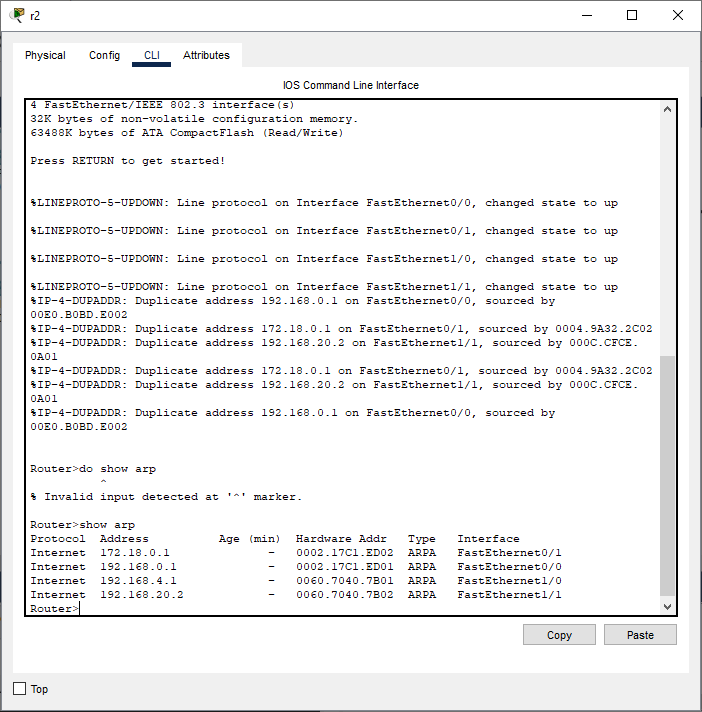 r2
Physical Config CLI Attributes
IOS Command Line Interface
4 FastEthernet/IEEE 802.3 interface(s)
32K bytes of non-volatile configuration memory.
63488K bytes of ATA CompactFlash (Read/Write)
Press RETURN to get started!
%LINEPROTO-5-UPDOWN: Line protocol on Interface FastEthernet0/0, changed state to up
%LINEPROTO-5-UPDOWN: Line protocol on Interface FastEthernet0/1, changed state to up
%LINEPROTO-5-UPDOWN: Line protocol on Interface FastEthernet1/0, changed state to up
%LINEPROTO-5-UPDOWN: Line protocol on Interface FastEthernet1/1, changed state to up
%IP-4-DUPADDR: Duplicate address 192.168.0.1 on FastEthernet0/0, sourced by
00E0.B0BD.E002
%IP-4-DUPADDR: Duplicate address 172.18.0.1 on FastEthernet0/1, sourced by 0004.9A32.2C02
%IP-4-DUPADDR: Duplicate address 192.168.20.2 on FastEthernet1/1, sourced by 000C.CFCE.
0A01
%IP-4-DUPADDR: Duplicate address 172.18.0.1 on FastEthernet0/1, sourced by 0004.9A32.2C02
%IP-4-DUPADDR: Duplicate address 192.168.20.2 on FastEthernet1/1, sourced by 000C.CFCE.
0A01
%IP-4-DUPADDR: Duplicate address 192.168.0.1 on FastEthernet0/0, sourced by
00E0.B0BD.E002
Router>do show arp
^
% Invalid input detected at '^' marker.
Router>show arp
Protocol Address Age (min) Hardware Addr Type Interface
Internet 172.18.0.1 - 0002.17C1.ED02 ARPA FastEthernet0/1
Internet 192.168.0.1 - 0002.17C1.ED01 ARPA FastEthernet0/0
Internet 192.168.4.1 - 0060.7040.7B01 ARPA FastEthernet1/0
Internet 192.168.20.2 - 0060.7040.7B02 ARPA FastEthernet1/1
Router>
Copy Paste
Top